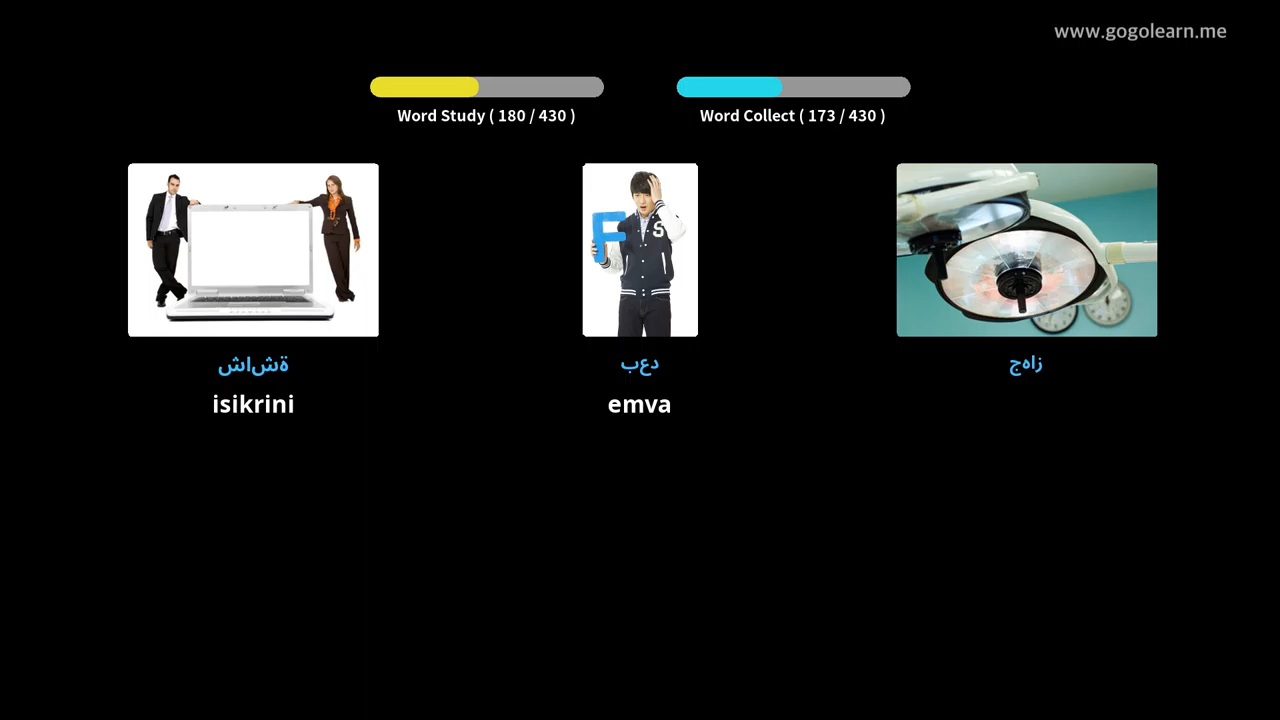 www.gogolearn.me
Word Study ( 180 / 430 )
Word Collect ( 173 / 430 )
ةشاش
دعب
زاهج
isikrini
emva
F
S